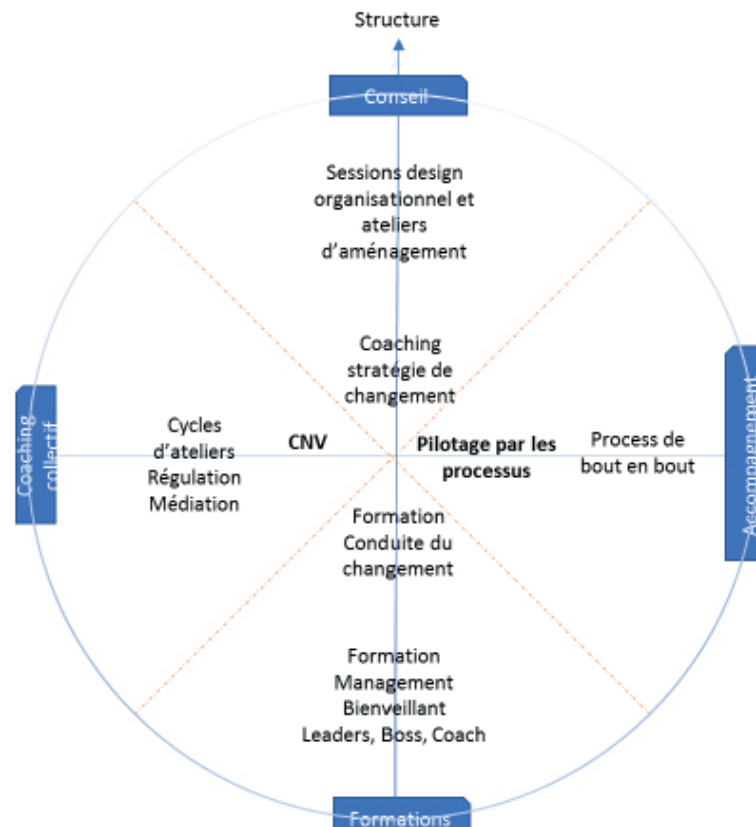 Structure
Conseil
Sessions design
organisationnel et
ateliers
d’aménagement
Coaching
stratégie de
changement
Coaching
collectif
Cycles
d’ateliers
Régulation
Médiation
CNV
Pilotage par les
processus
Process de
bout en bout
Accompagnement
Formation
Conduite du
changement
Formation
Management
Bienveillant
Leaders, Boss, Coach
Formations